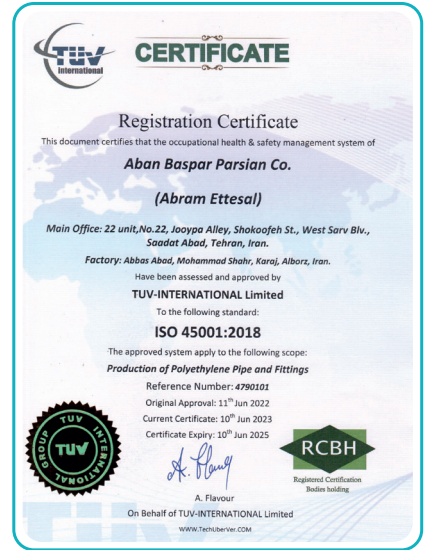 TÜV
International
CERTIFICATE
Registration Certificate
This document certifies that the occupational health & safety management system of
Aban Baspar Parsian Co.
(Abram Ettesal)
Main Office: 22 unit,No.22, Jooypa Alley, Shokoofeh St., West Sarv Blv.,
Saadat Abad, Tehran, Iran.
Factory: Abbas Abad, Mohammad Shahr, Karaj, Alborz, Iran.
Have been assessed and approved by
TUV-INTERNATIONAL Limited
To the following standard:
ISO 45001:2018
The approved system apply to the following scope:
Production of Polyethylene Pipe and Fittings
Reference Number: 4790101
Original Approval: 11th Jun 2022
Current Certificate: 10th Jun 2023
Certificate Expiry: 10th Jun 2025
TUV INTERNATIONAL GROUP
TUV
RCBH
Registered Certification
Bodies holding
A. Flavour
On Behalf of TUV-INTERNATIONAL Limited
WWW.TechUberVer.COM